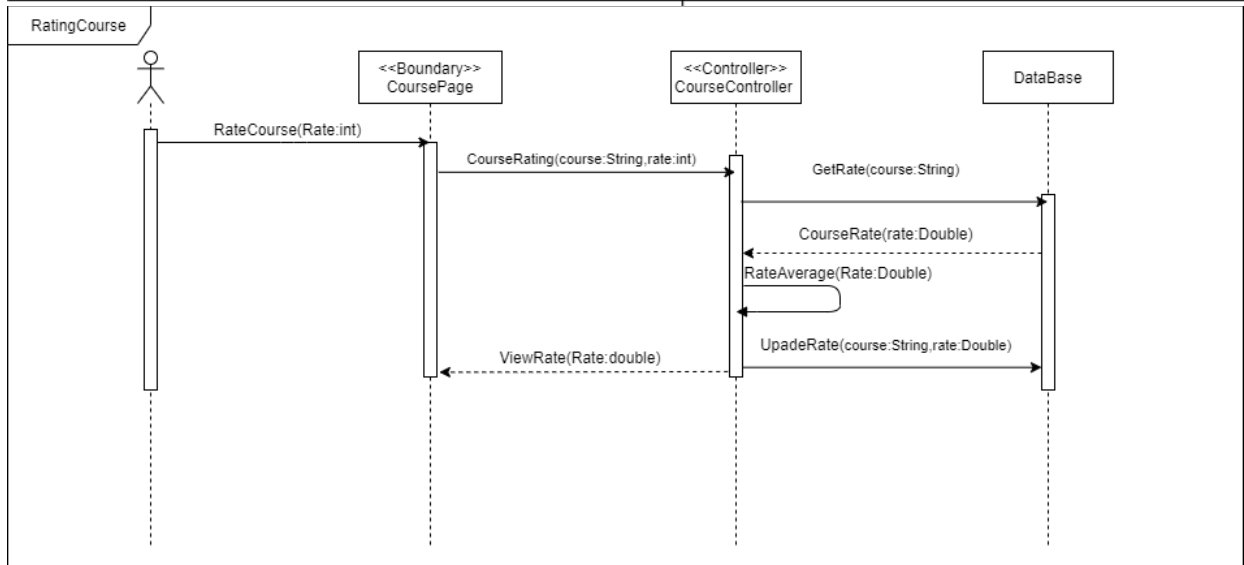 RatingCourse
<<Boundary>>
CoursePage
<<Controller>>
CourseController
DataBase
RateCourse(Rate:int)
CourseRating(course:String,rate:int)
GetRate(course:String)
CourseRate(rate:Double)
RateAverage(Rate:Double)
UpadeRate(course:String,rate:Double)
ViewRate(Rate:double)